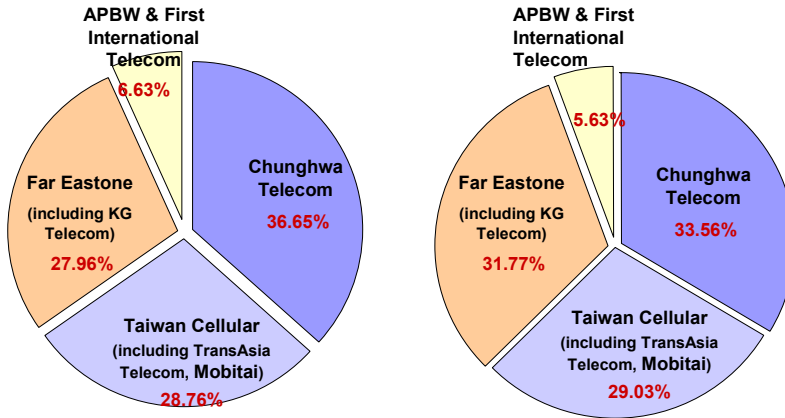 APBW & First
International
Telecom
6.63%
Chunghwa
Telecom
36.65%
Far Eastone
(including KG
Telecom)
27.96%
Taiwan Cellular
(including TransAsia
Telecom, Mobitai)
28.76%
APBW & First
International
Telecom
5.63%
Chunghwa
Telecom
33.56%
Far Eastone
(including KG
Telecom)
31.77%
Taiwan Cellular
(including TransAsia
Telecom, Mobitai)
29.03%